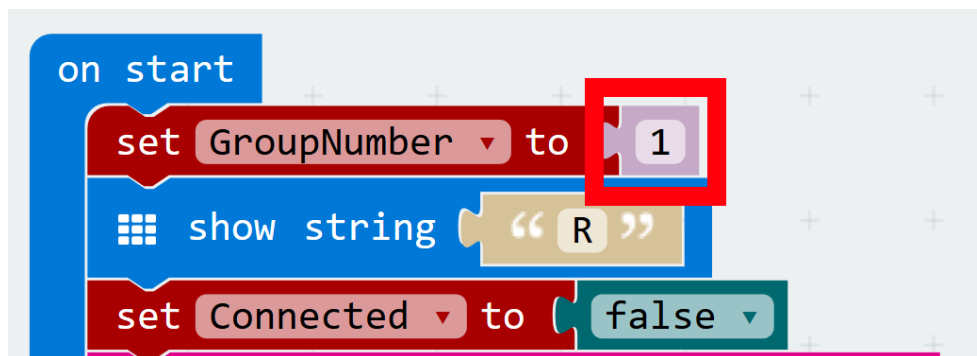 on start
set GroupNumber ▾ to 1
show string “ R ”
set Connected ▾ to false ▾